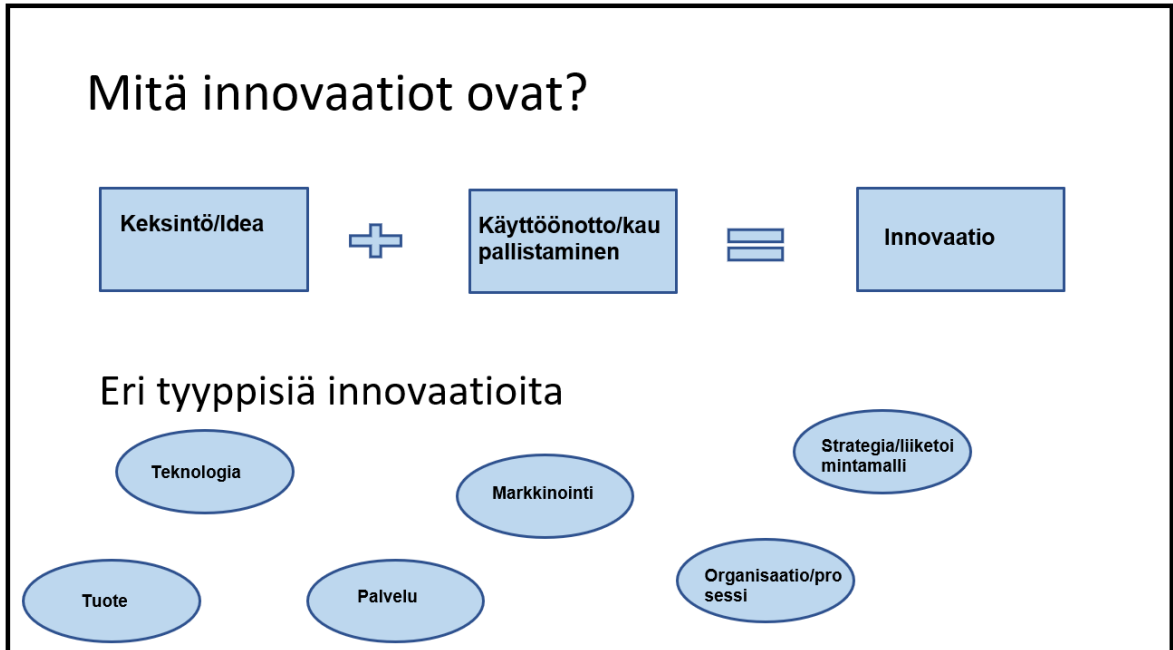 Mitä innovaatiot ovat?
Keksintö/Idea
Käyttöönotto/kau
pallistaminen
Innovaatio
Eri tyyppisiä innovaatioita
Teknologia
Markkinointi
Strategia/liiketoi
mintamalli
Tuote
Palvelu
Organisaatio/pro
sessi